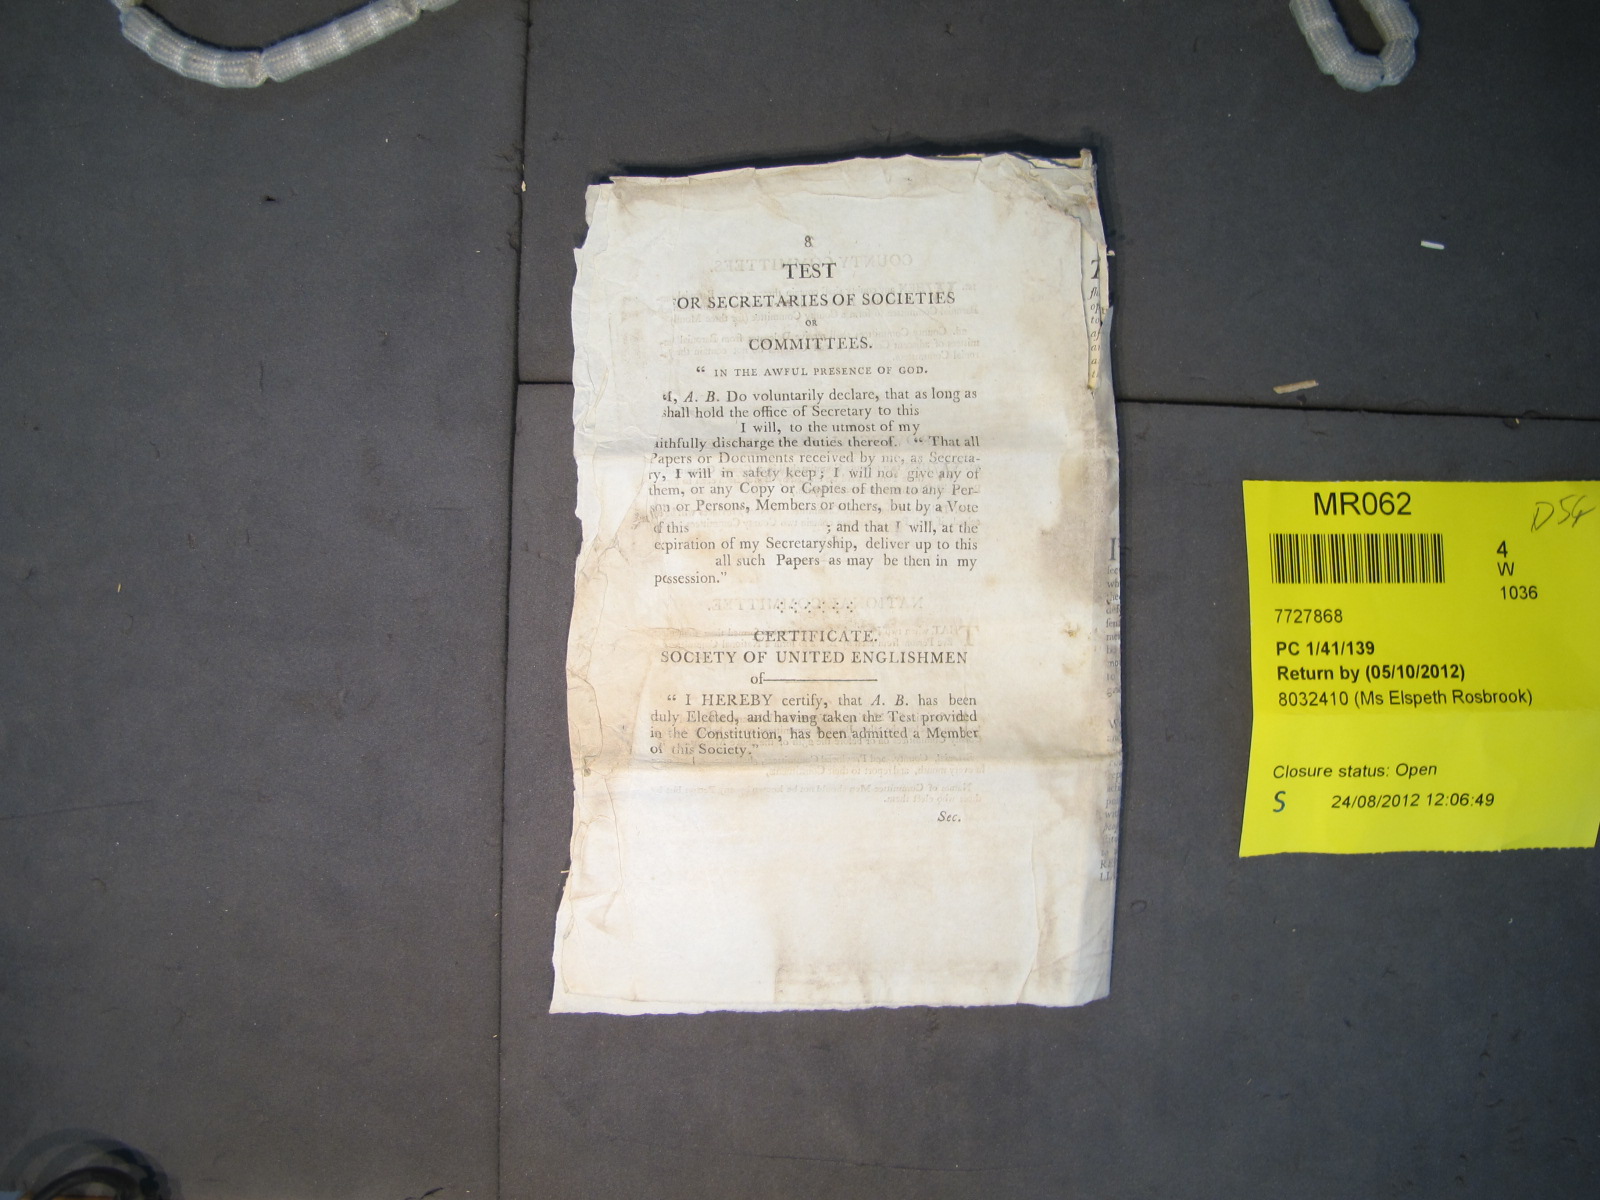 8
TEST
OR SECRETARIES OF SOCIETIES
OR
COMMITTEES.
“ IN THE AWFUL PRESENCE OF GOD.
“I, A. B. Do voluntarily declare, that as long as
shall hold the office of Secretary to this
I will, to the utmost of my
ithfully discharge the duties thereof. “ That all
Papers or Documents received by me, as Secreta-
ry, I will in safety keep; I will not give any of
them, or any Copy or Copies of them to any Per-
son or Persons, Members or others, but by a Vote
of this ; and that I will, at the
expiration of my Secretaryship, deliver up to this
all such Papers as may be then in my
possession.”
CERTIFICATE.
SOCIETY OF UNITED ENGLISHMEN
of
“ I HEREBY certify, that A. B. has been
duly Elected, and having taken the Test provided
in the Constitution, has been admitted a Member
of this Society.”
Sec.
MR062
D54
4
W
1036
7727868
PC 1/41/139
Return by (05/10/2012)
8032410 (Ms Elspeth Rosbrook)
Closure status: Open
S 24/08/2012 12:06:49